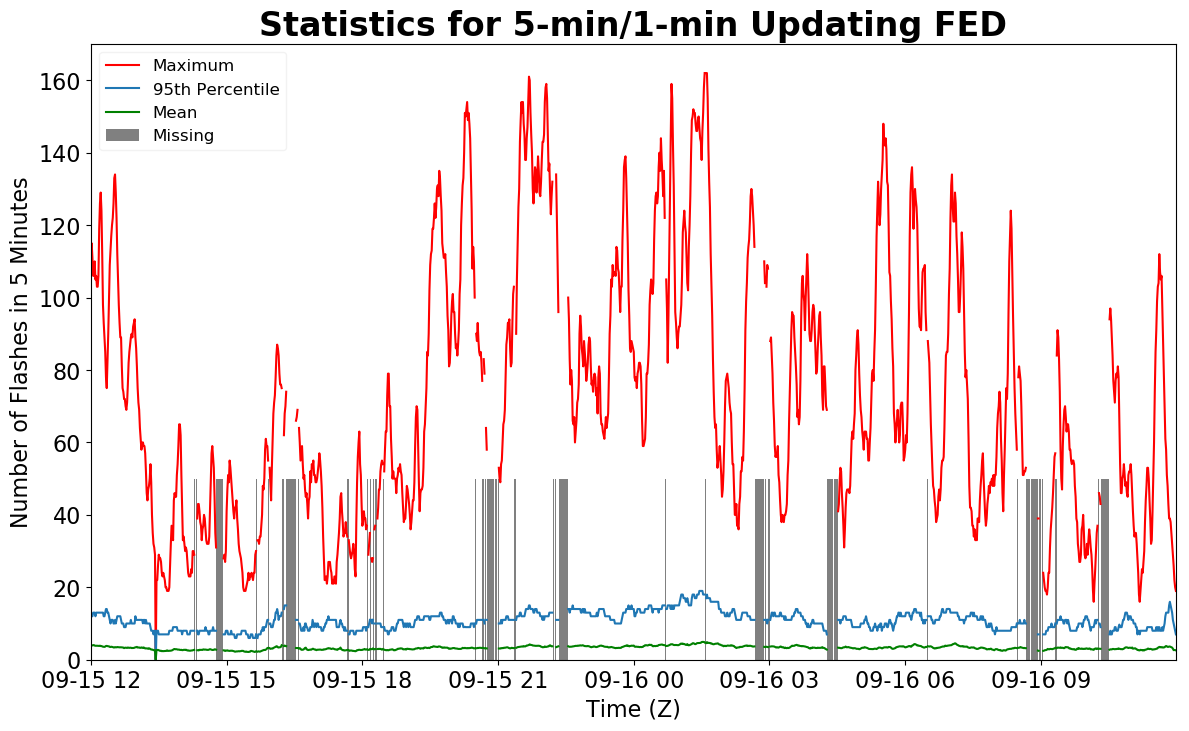 Statistics for 5-min/1-min Updating FED
Number of Flashes in 5 Minutes
160
140
120
100
80
60
40
20
0
Maximum
95th Percentile
Mean
Missing
09-15 12 09-15 15 09-15 18 09-15 21 09-16 00 09-16 03 09-16 06 09-16 09
Time (Z)